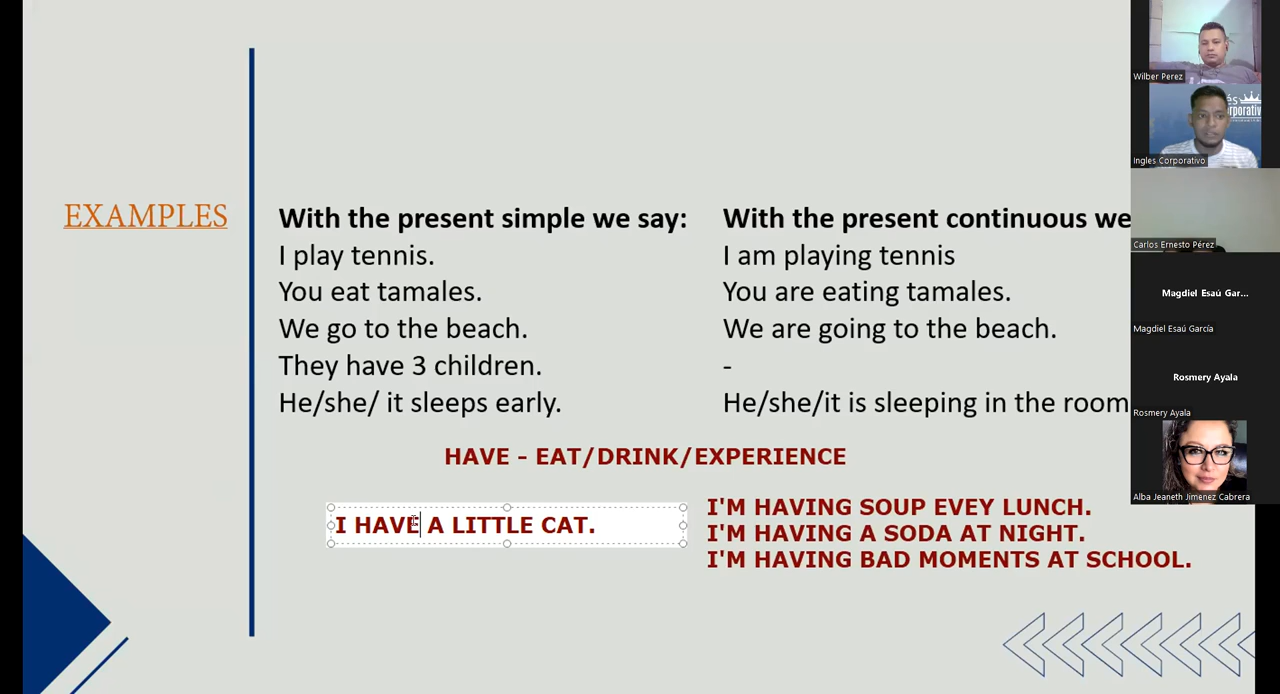 EXAMPLES
With the present simple we say:
I play tennis.
You eat tamales.
We go to the beach.
They have 3 children.
He/she/ it sleeps early.
With the present continuous we
I am playing tennis
You are eating tamales.
We are going to the beach.
-
He/she/it is sleeping in the room
HAVE - EAT/DRINK/EXPERIENCE
I HAVE A LITTLE CAT.
I'M HAVING SOUP EVEY LUNCH.
I'M HAVING A SODA AT NIGHT.
I'M HAVING BAD MOMENTS AT SCHOOL.
Wilber Perez
Ingles Corporativo
Carlos Ernesto Pérez
Magdiel Esaú Gar...
Magdiel Esaú García
Rosmery Ayala
Rosmery Ayala
Alba Jeaneth Jimenez Cabrera